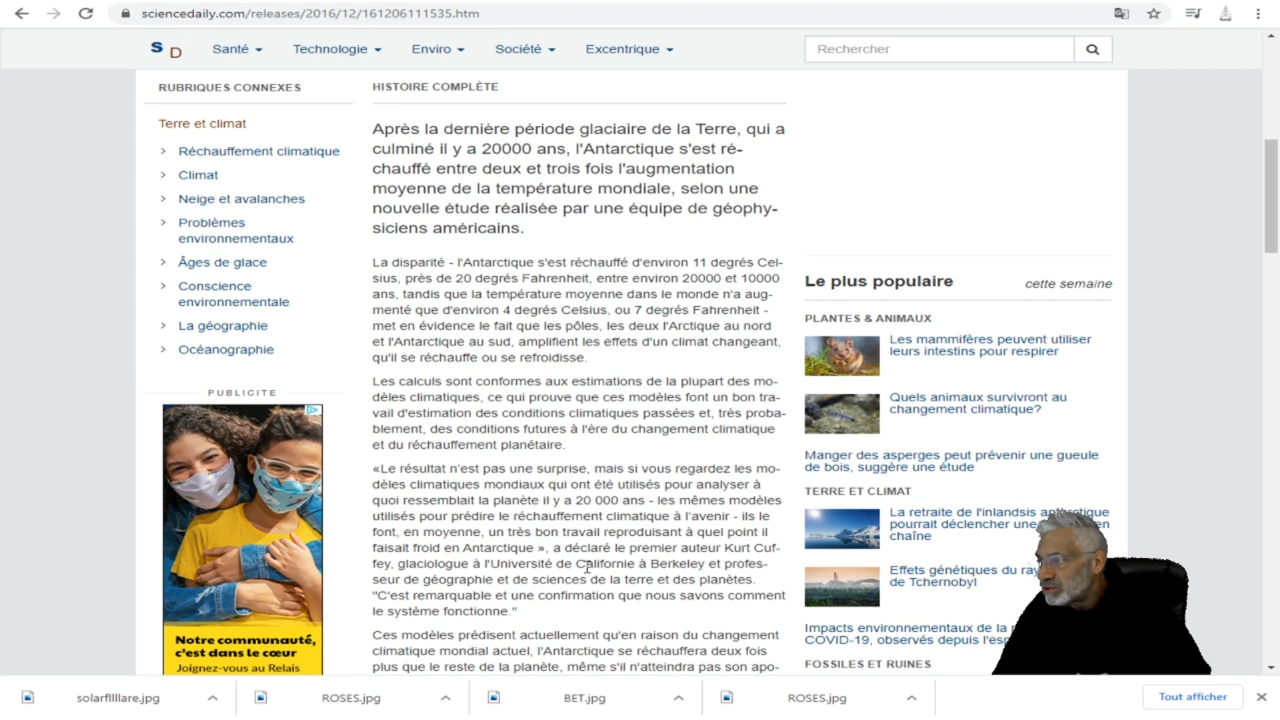 sciencedaily.com/releases/2016/12/161206111535.htm
S D
Santé
Technologie
Enviro
Société
Excentrique
Rechercher
RUBRIQUES CONNEXES
Terre et climat
Réchauffement climatique
Climat
Neige et avalanches
Problèmes
environnementaux
Âges de glace
Conscience
environnementale
La géographie
Océanographie
PUBLICITE
Notre communauté,
c'est dans le cœur
Joignez-vous au Relais
HISTOIRE COMPLÈTE
Après la dernière période glaciaire de la Terre, qui a
culminé il y a 20000 ans, l'Antarctique s'est ré-
chauffé entre deux et trois fois l'augmentation
moyenne de la température mondiale, selon une
nouvelle étude réalisée par une équipe de géophy-
siciens américains.
La disparité - l'Antarctique s'est réchauffé d'environ 11 degrés Cel-
sius, près de 20 degrés Fahrenheit, entre environ 20000 et 10000
ans, tandis que la température moyenne dans le monde n'a aug-
menté que d'environ 4 degrés Celsius, ou 7 degrés Fahrenheit -
met en évidence le fait que les pôles, les deux l'Arctique au nord
et l'Antarctique au sud, amplifient les effets d'un climat changeant,
qu'il se réchauffe ou se refroidisse.
Les calculs sont conformes aux estimations de la plupart des mo-
dèles climatiques, ce qui prouve que ces modèles font un bon tra-
vail d'estimation des conditions climatiques passées et, très proba-
blement, des conditions futures à l'ère du changement climatique
et du réchauffement planétaire.
«Le résultat n'est pas une surprise, mais si vous regardez les mo-
dèles climatiques mondiaux qui ont été utilisés pour analyser à
quoi ressemblait la planète il y a 20 000 ans - les mêmes modèles
utilisés pour prédire le réchauffement climatique à l'avenir - ils le
font, en moyenne, un très bon travail reproduisant à quel point il
faisait froid en Antarctique », a déclaré le premier auteur Kurt Cuf-
fey, glaciologue à l'Université de Californie à Berkeley et profes-
seur de géographie et de sciences de la terre et des planètes.
"C'est remarquable et une confirmation que nous savons comment
le système fonctionne."
Ces modèles prédisent actuellement qu'en raison du changement
climatique mondial actuel, l'Antarctique se réchauffera deux fois
plus que le reste de la planète, même s'il n'atteindra pas son apo-
Le plus populaire
cette semaine
PLANTES & ANIMAUX
Les mammifères peuvent utiliser
leurs intestins pour respirer
Quels animaux survivront au
changement climatique?
Manger des asperges peut prévenir une gueule
de bois, suggère une étude
TERRE ET CLIMAT
La retraite de l'inlandsis antarctique
pourrait déclencher une en
chaîne
Effets génétiques du
de Tchernobyl
Impacts environnementaux de la
COVID-19, observés depuis
FOSSILES ET RUINES
solarflllare.jpg
ROSES.jpg
BET.jpg
ROSES.jpg
Tout afficher